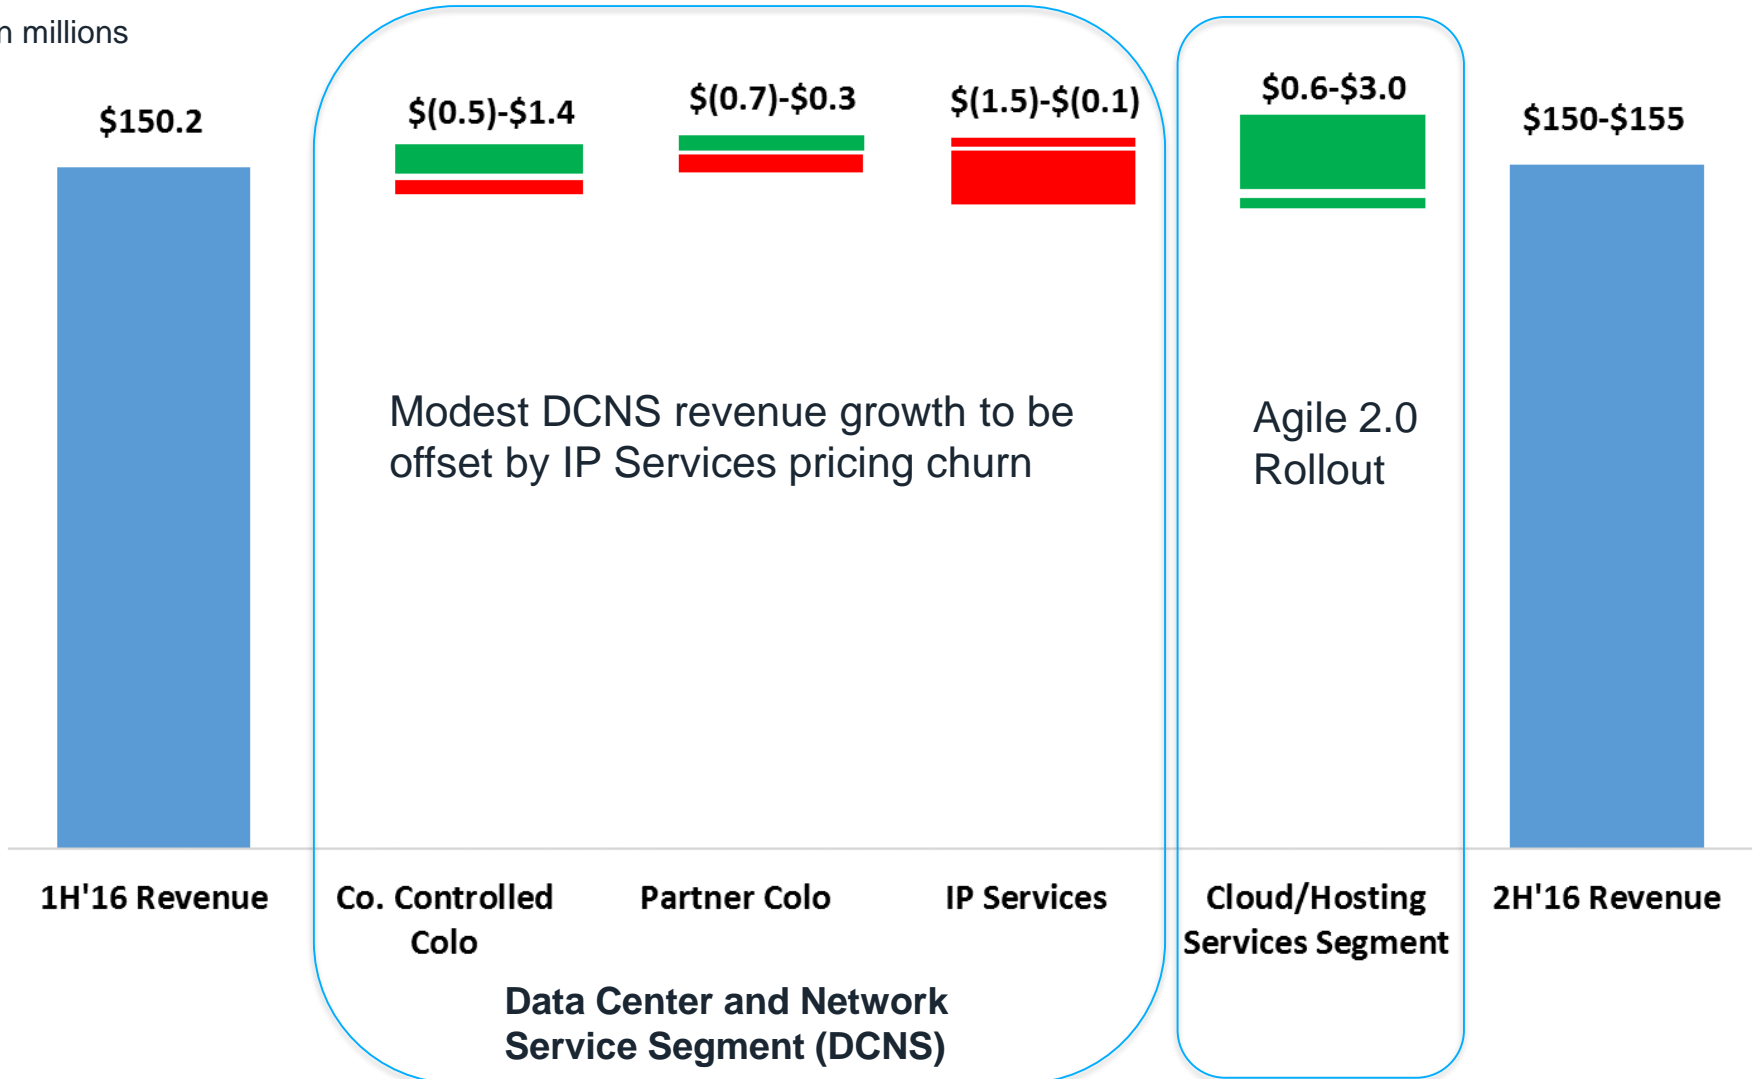 millions
$150.2
$(0.5)-$1.4
$(0.7)-$0.3
$(1.5)-$(0.1)
$0.6-$3.0
$150-$155
Modest DCNS revenue growth to be
offset by IP Services pricing churn
Agile 2.0
Rollout
1H'16 Revenue
Co. Controlled
Colo
Partner Colo
IP Services
Cloud/Hosting
Services Segment
2H'16 Revenue
Data Center and Network
Service Segment (DCNS)